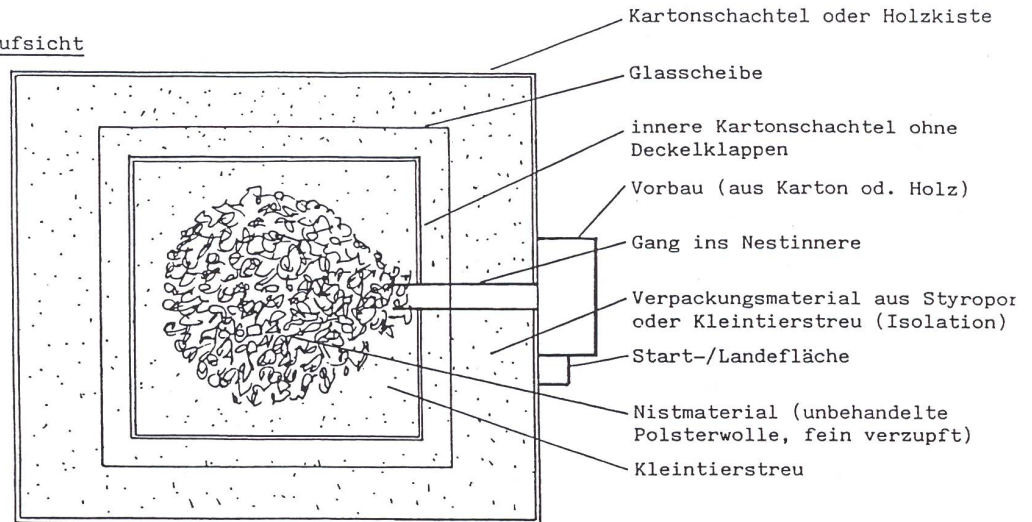 ufsicht
Kartonschachtel oder Holzkiste
Glasscheibe
innere Kartonschachtel ohne
Deckelklappen
Vorbau (aus Karton od. Holz)
Gang ins Nestinnere
Verpackungsmaterial aus Styropor
oder Kleintierstreu (Isolation)
Start-/Landefläche
Nistmaterial (unbehandelte
Polsterwolle, fein verzupft)
Kleintierstreu